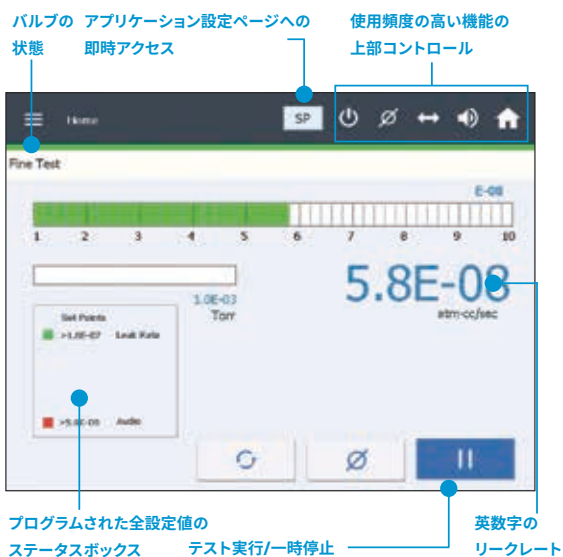 バルブの アプリケーション設定ページへの 使用頻度の高い機能の
状態 即時アクセス 上部コントロール
Home SP
Fine Test
E-08
1 2 3 4 5 6 7 8 9 10
5.8E-08
1.0E-03
Torr atm-cc/sec
Set Points
>1.0E-07 Leak Rate
Audio
プログラムされた全設定値の 英数字の
ステータスボックス テスト実行/一時停止 リークレート